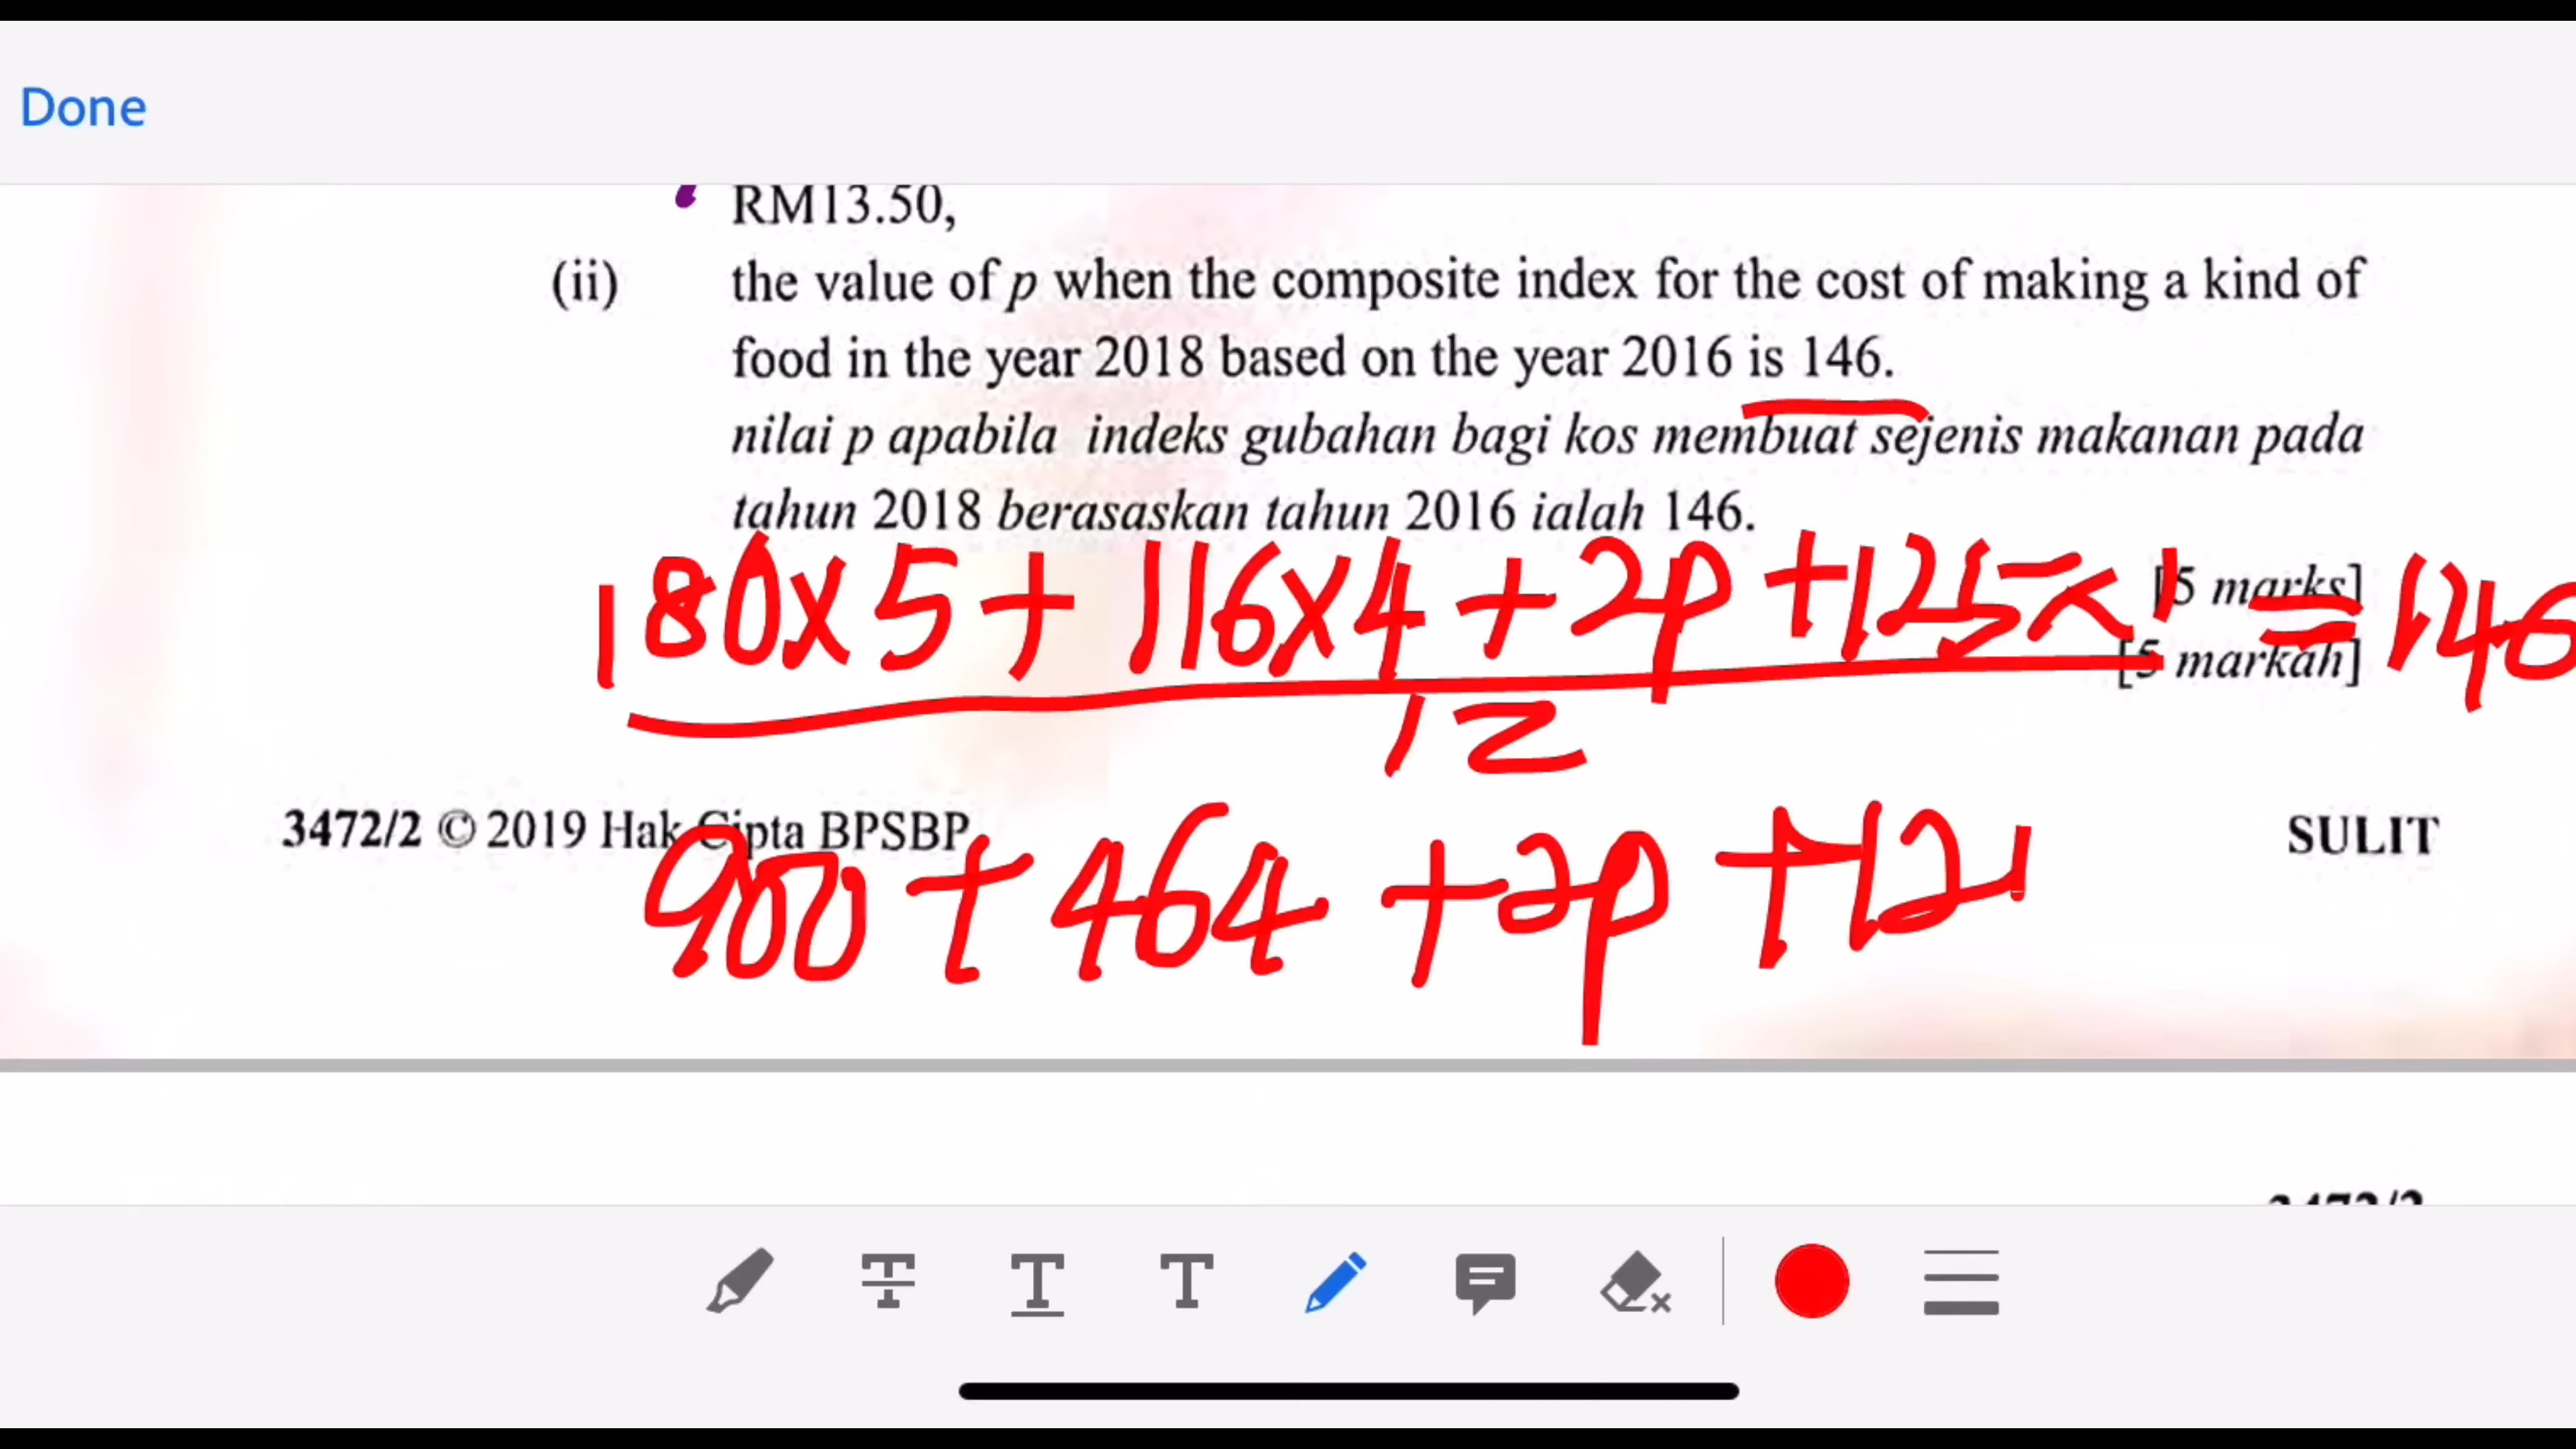 Done
RM13.50,
(ii) the value of p when the composite index for the cost of making a kind of
food in the year 2018 based on the year 2016 is 146.
nilai p apabila indeks gubahan bagi kos membuat sejenis makanan pada
tahun 2018 berasaskan tahun 2016 ialah 146.
180x5 + 116x4 + 2p + 125x1 = 146
[5 marks]
[5 markah]
12
3472/2 © 2019 Hak Cipta BPSBP
SULIT
900 + 464 + 2p + 121